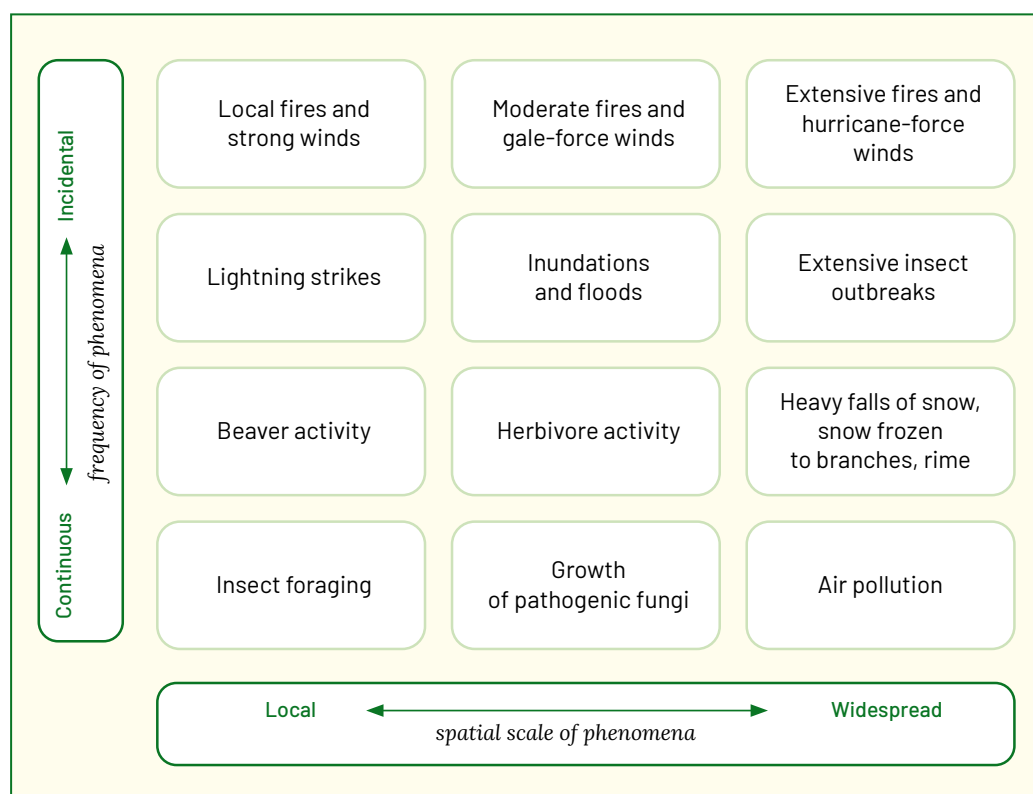 Incidental
frequency of phenomena
Continuous
Local fires and
strong winds
Moderate fires and
gale-force winds
Extensive fires and
hurricane-force
winds
Lightning strikes
Inundations
and floods
Extensive insect
outbreaks
Beaver activity
Herbivore activity
Heavy falls of snow,
snow frozen
to branches, rime
Insect foraging
Growth
of pathogenic fungi
Air pollution
Local
Widespread
spatial scale of phenomena